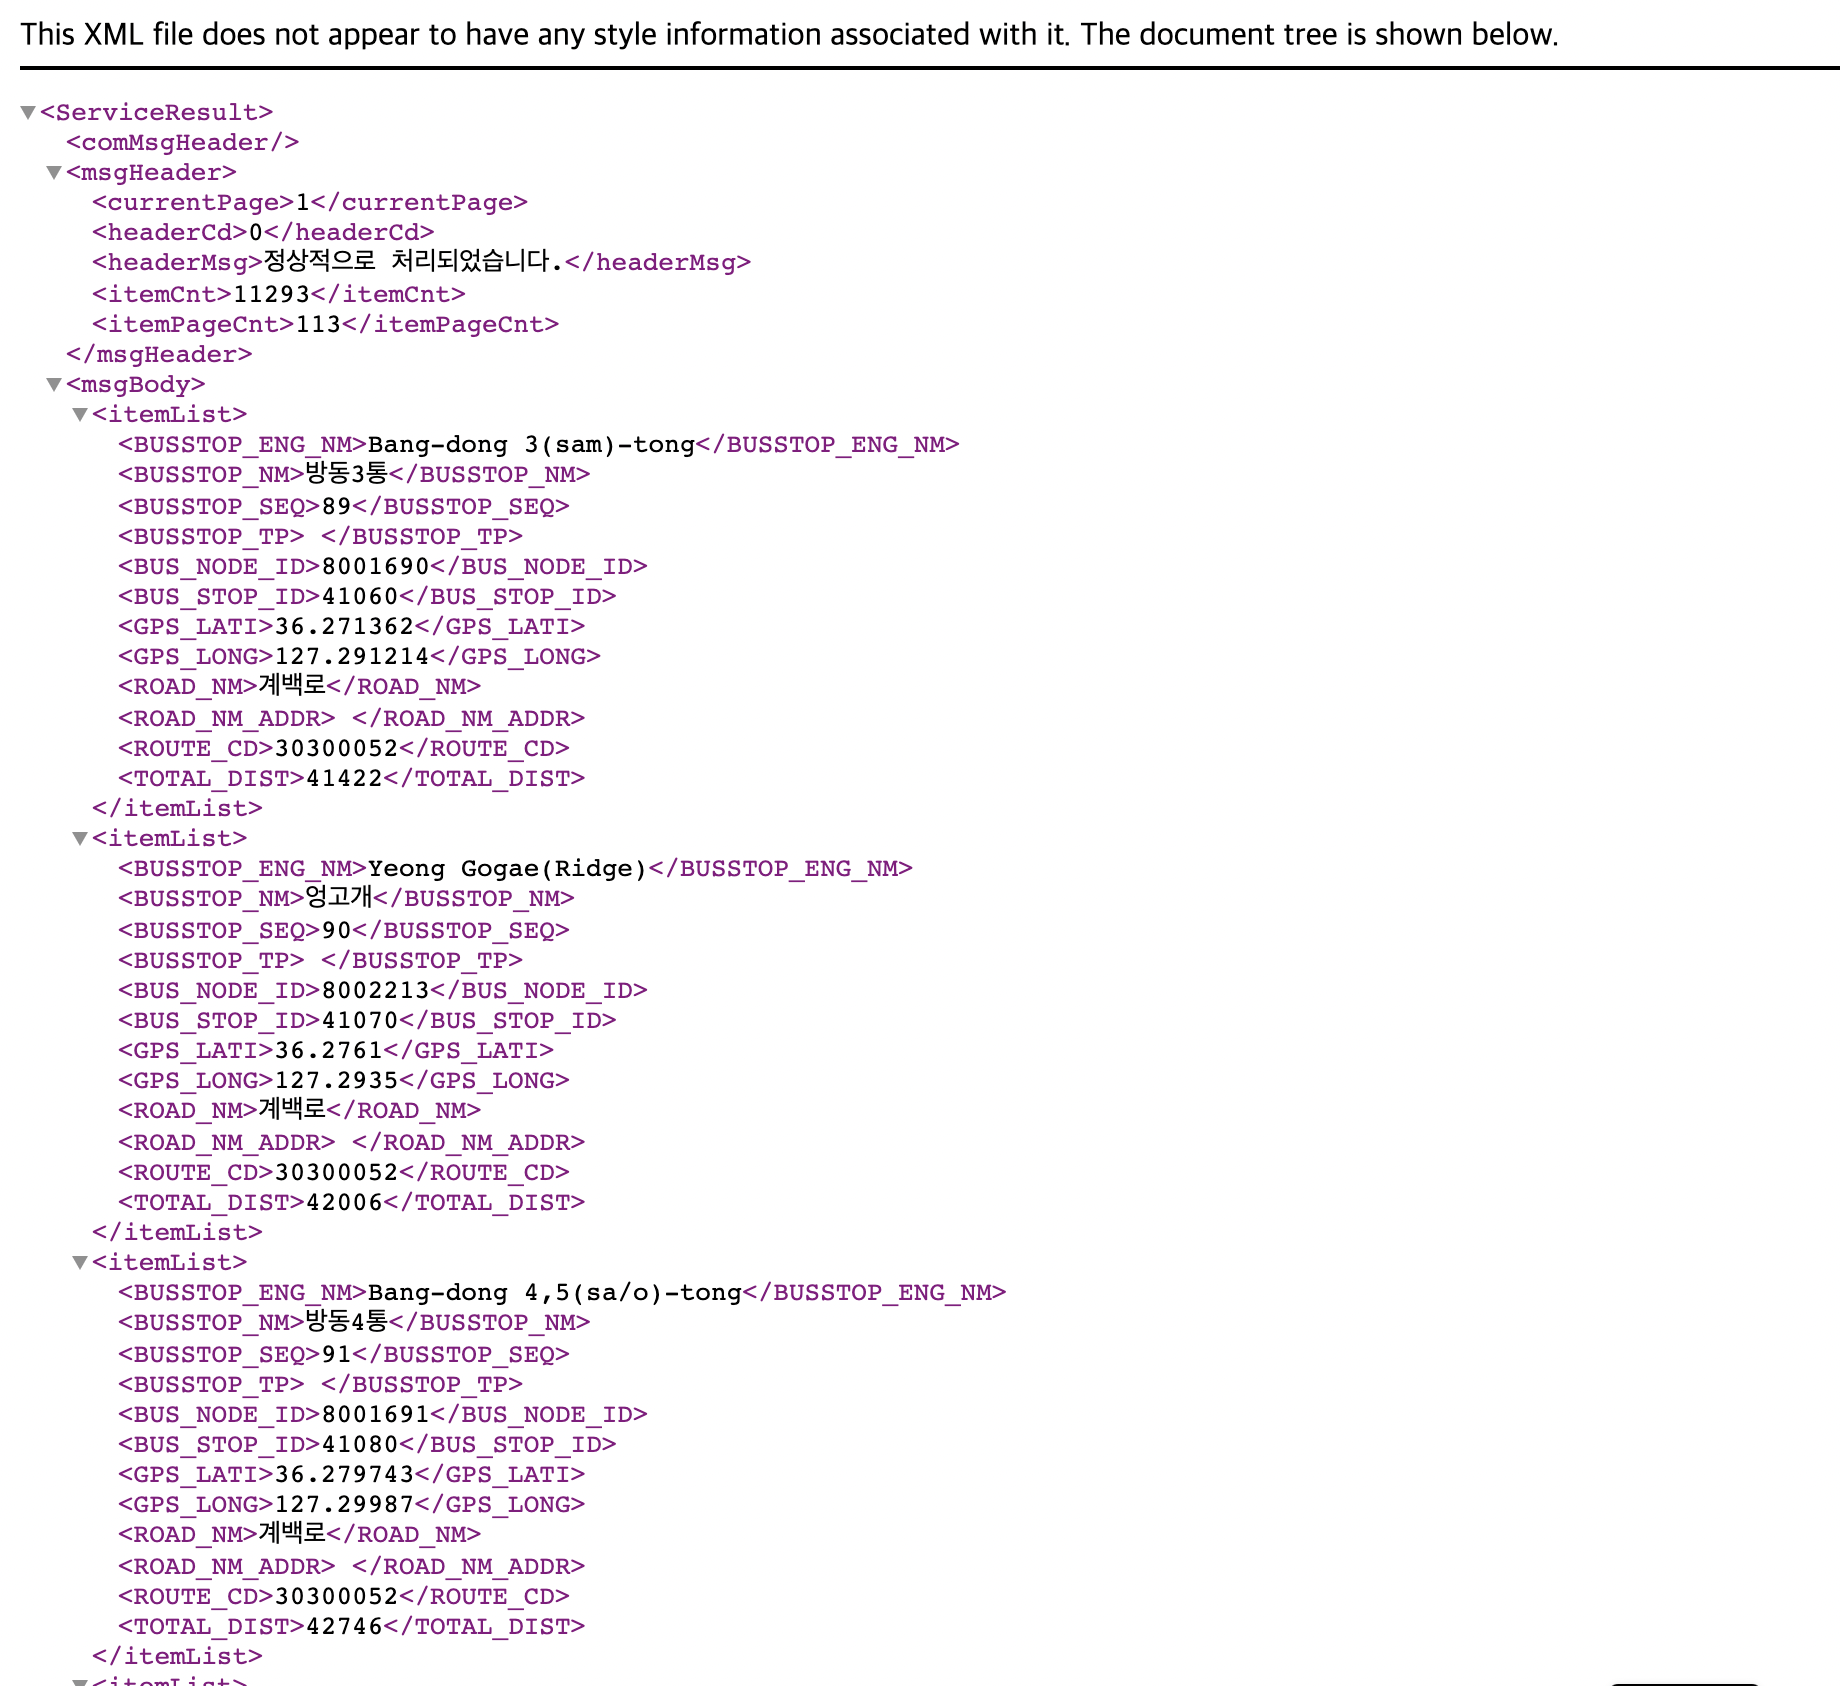 This XML file does not appear to have any style information associated with it. The document tree is shown below.
▼<ServiceResult>
<comMsgHeader/>
▼<msgHeader>
<currentPage>1</currentPage>
<headerCd>0</headerCd>
<headerMsg>정상적으로 처리되었습니다.</headerMsg>
<itemCnt>11293</itemCnt>
<itemPageCnt>113</itemPageCnt>
</msgHeader>
▼<msgBody>
▼<itemList>
<BUSSTOP_ENG_NM>Bang-dong 3(sam)-tong</BUSSTOP_ENG_NM>
<BUSSTOP_NM>방동3통</BUSSTOP_NM>
<BUSSTOP_SEQ>89</BUSSTOP_SEQ>
<BUSSTOP_TP> </BUSSTOP_TP>
<BUS_NODE_ID>8001690</BUS_NODE_ID>
<BUS_STOP_ID>41060</BUS_STOP_ID>
<GPS_LATI>36.271362</GPS_LATI>
<GPS_LONG>127.291214</GPS_LONG>
<ROAD_NM>계백로</ROAD_NM>
<ROAD_NM_ADDR> </ROAD_NM_ADDR>
<ROUTE_CD>30300052</ROUTE_CD>
<TOTAL_DIST>41422</TOTAL_DIST>
</itemList>
▼<itemList>
<BUSSTOP_ENG_NM>Yeong Gogae(Ridge)</BUSSTOP_ENG_NM>
<BUSSTOP_NM>엉고개</BUSSTOP_NM>
<BUSSTOP_SEQ>90</BUSSTOP_SEQ>
<BUSSTOP_TP> </BUSSTOP_TP>
<BUS_NODE_ID>8002213</BUS_NODE_ID>
<BUS_STOP_ID>41070</BUS_STOP_ID>
<GPS_LATI>36.2761</GPS_LATI>
<GPS_LONG>127.2935</GPS_LONG>
<ROAD_NM>계백로</ROAD_NM>
<ROAD_NM_ADDR> </ROAD_NM_ADDR>
<ROUTE_CD>30300052</ROUTE_CD>
<TOTAL_DIST>42006</TOTAL_DIST>
</itemList>
▼<itemList>
<BUSSTOP_ENG_NM>Bang-dong 4,5(sa/o)-tong</BUSSTOP_ENG_NM>
<BUSSTOP_NM>방동4통</BUSSTOP_NM>
<BUSSTOP_SEQ>91</BUSSTOP_SEQ>
<BUSSTOP_TP> </BUSSTOP_TP>
<BUS_NODE_ID>8001691</BUS_NODE_ID>
<BUS_STOP_ID>41080</BUS_STOP_ID>
<GPS_LATI>36.279743</GPS_LATI>
<GPS_LONG>127.29987</GPS_LONG>
<ROAD_NM>계백로</ROAD_NM>
<ROAD_NM_ADDR> </ROAD_NM_ADDR>
<ROUTE_CD>30300052</ROUTE_CD>
<TOTAL_DIST>42746</TOTAL_DIST>
</itemList>
▼<itemList>